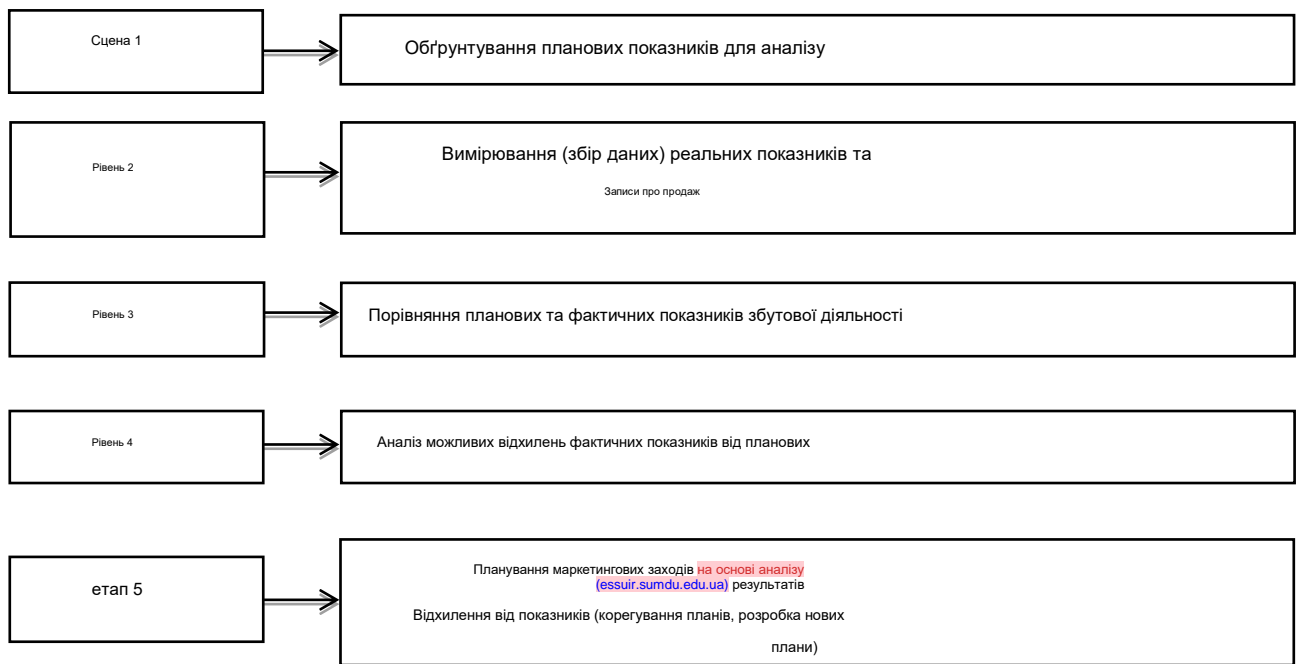 Сцена 1
Обґрунтування планових показників для аналізу
Рівень 2
Вимірювання (збір даних) реальних показників та
Записи про продаж
Рівень 3
Порівняння планових та фактичних показників збутової діяльності
Рівень 4
Аналіз можливих відхилень фактичних показників від планових
етап 5
Планування маркетингових заходів на основі аналізу
(essuir.sumdu.edu.ua) результатів
Відхилення від показників (корегування планів, розробка нових
плани)